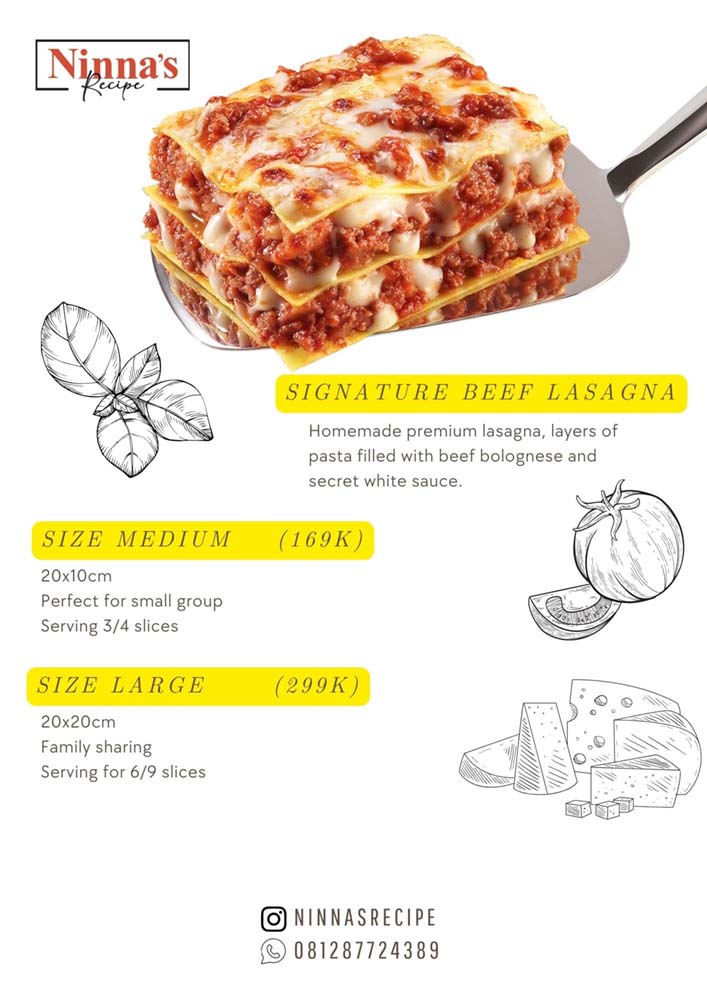 Ninna's
Recipe
SIGNATURE BEEF LASAGNA
Homemade premium lasagna, layers of
pasta filled with beef bolognese and
secret white sauce.
SIZE MEDIUM (169K)
20x10cm
Perfect for small group
Serving 3/4 slices
SIZE LARGE (299K)
20x20cm
Family sharing
Serving for 6/9 slices
NINNASRECIPE
081287724389